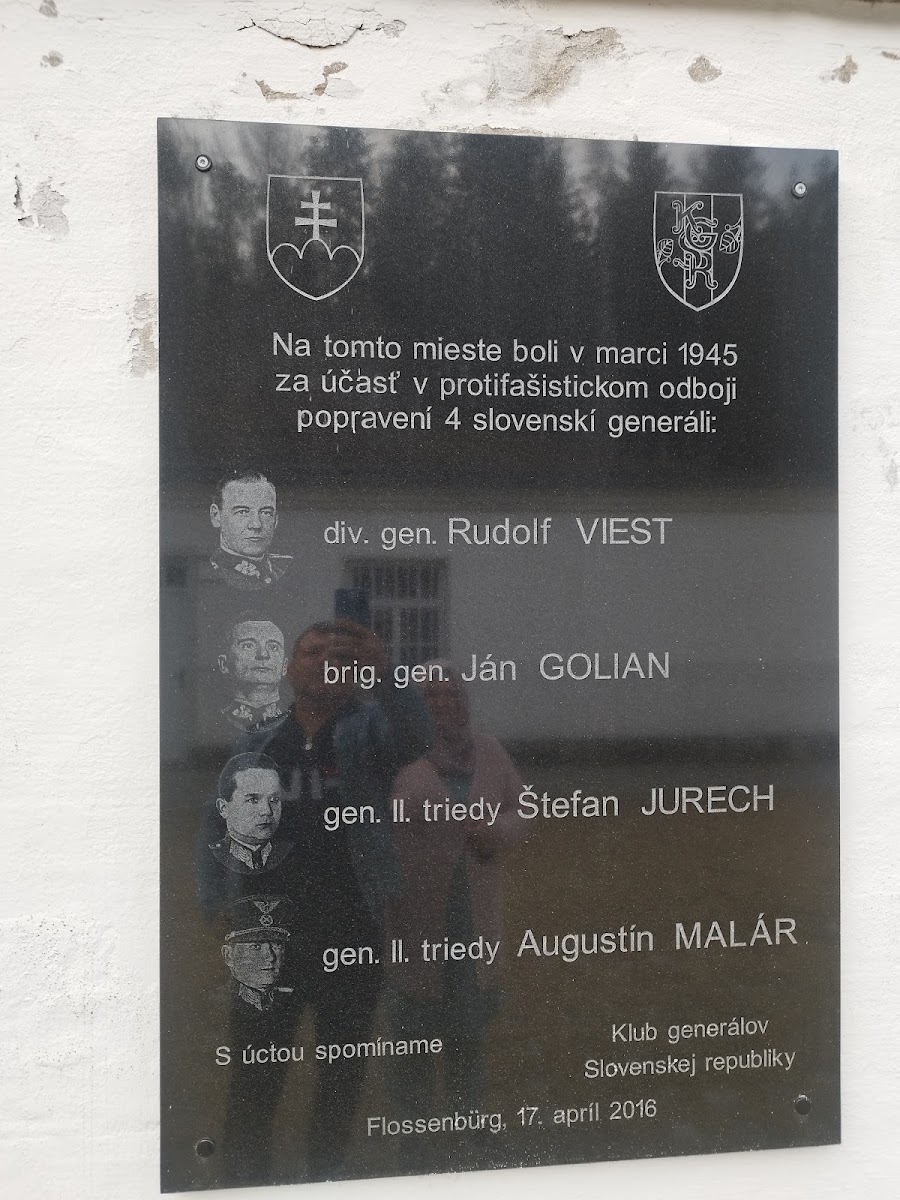 KGSR
Na tomto mieste boli v marci 1945
za účasť v protifašistickom odboji
popravení 4 slovenskí generáli:
div. gen. Rudolf VIEST
brig. gen. Ján GOLIAN
gen. II. triedy Štefan JURECH
gen. II. triedy Augustín MALÁR
S úctou spomíname
Klub generálov
Slovenskej republiky
Flossenbürg, 17. apríl 2016